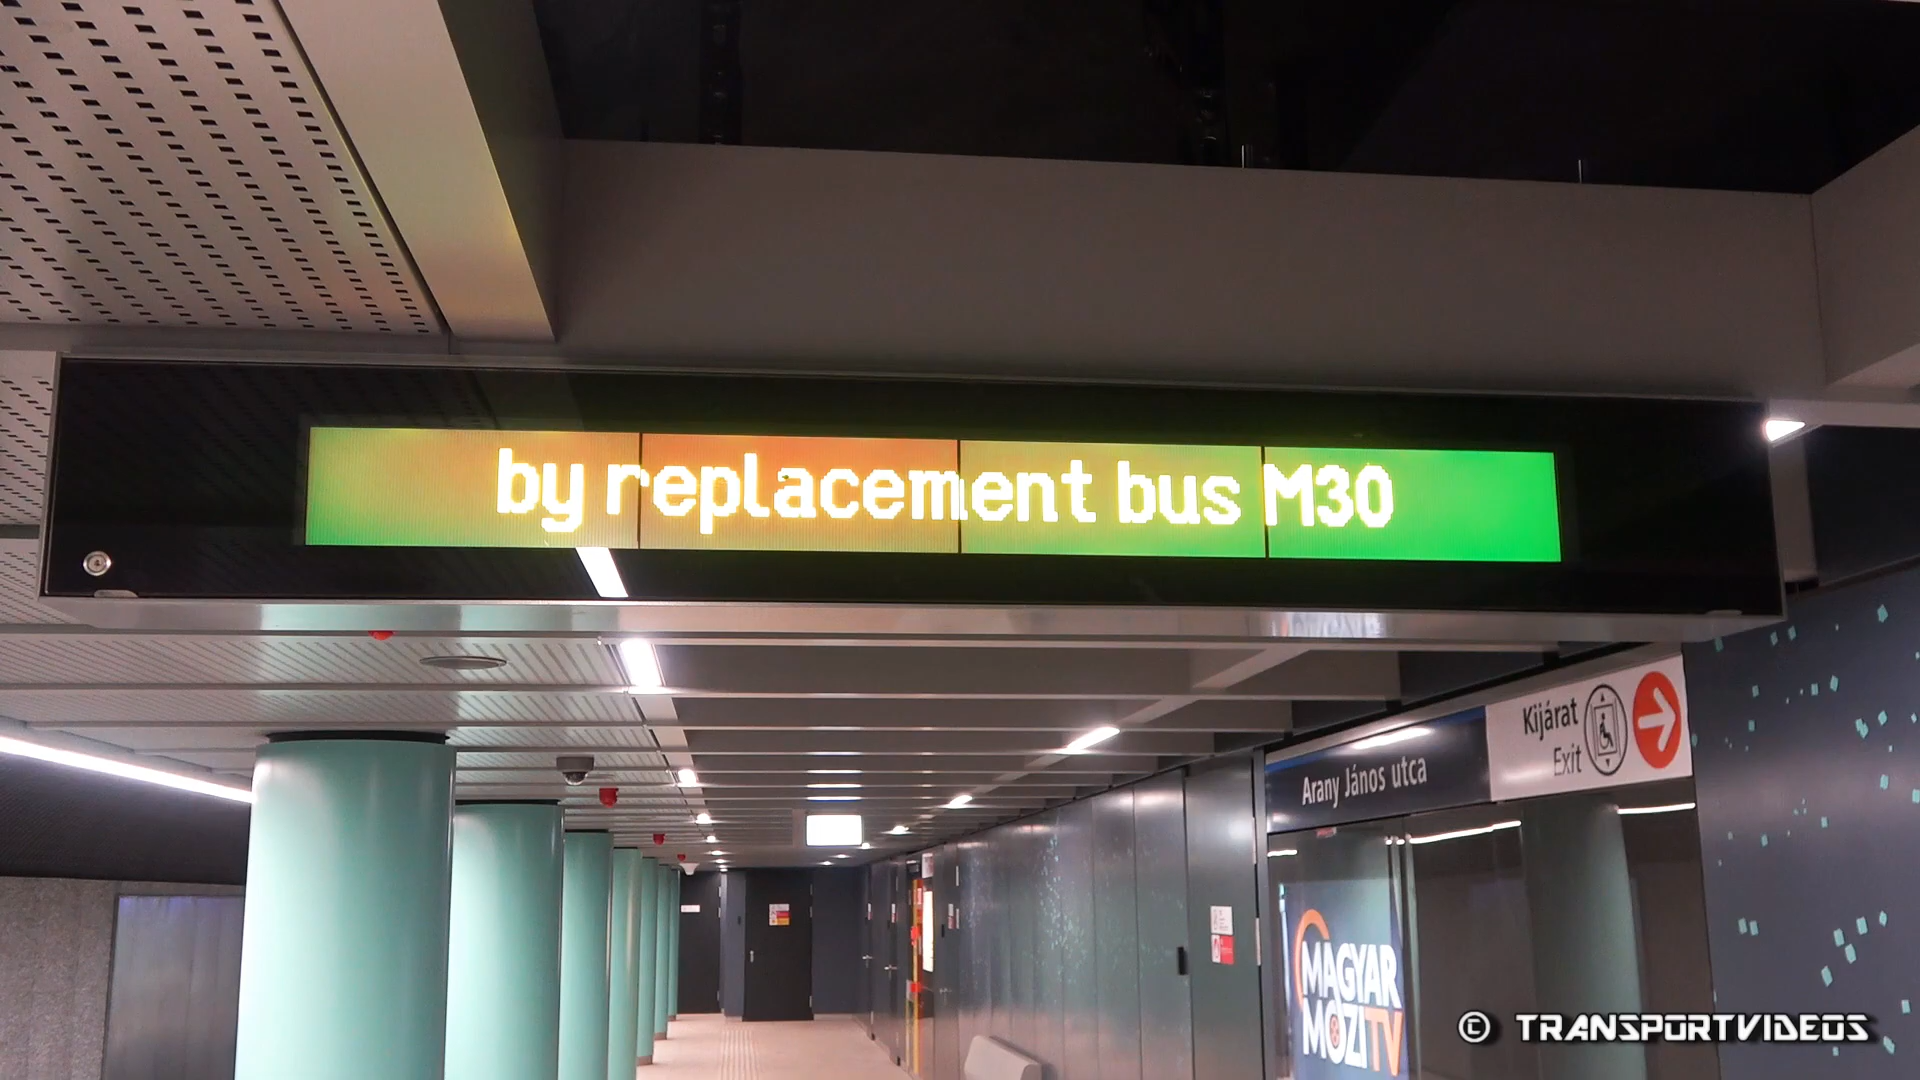 by replacement bus M30
Kijárat
Exit
Arany János utca
MAGYAR
MOZI TV
© TRANSPORTVIDEOS